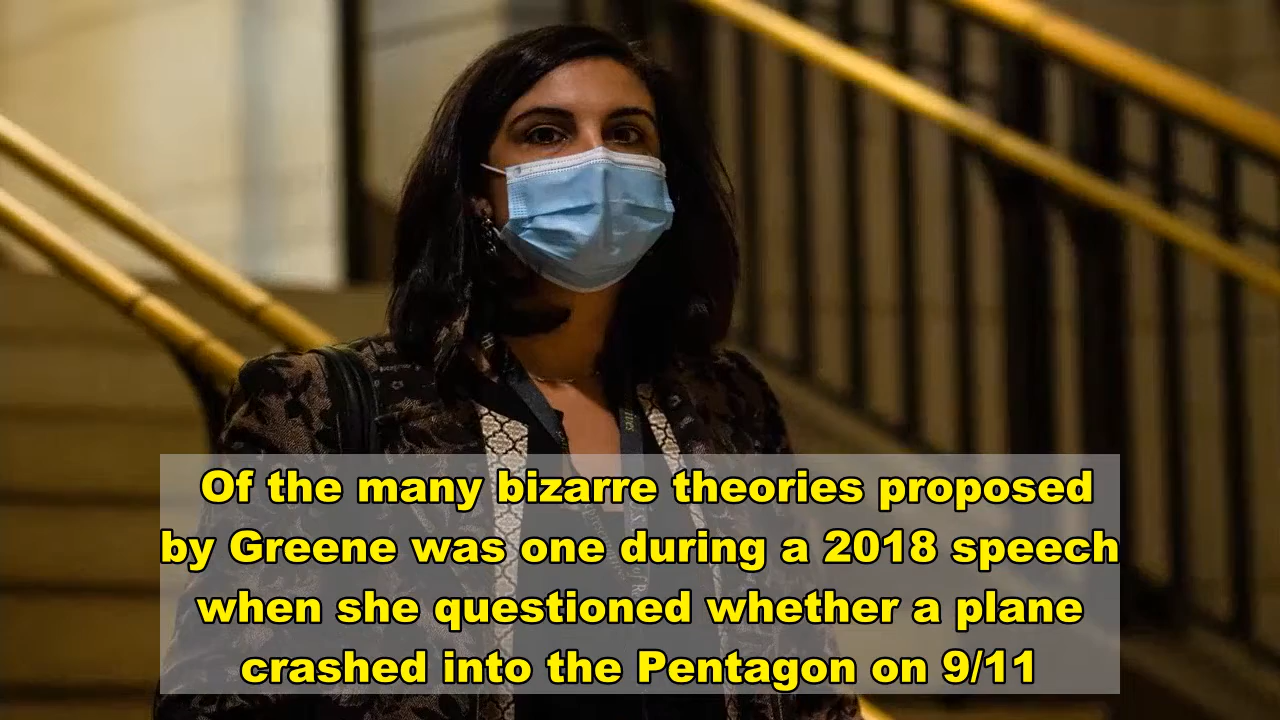 Of the many bizarre theories proposed
by Greene was one during a 2018 speech
when she questioned whether a plane
crashed into the Pentagon on 9/11